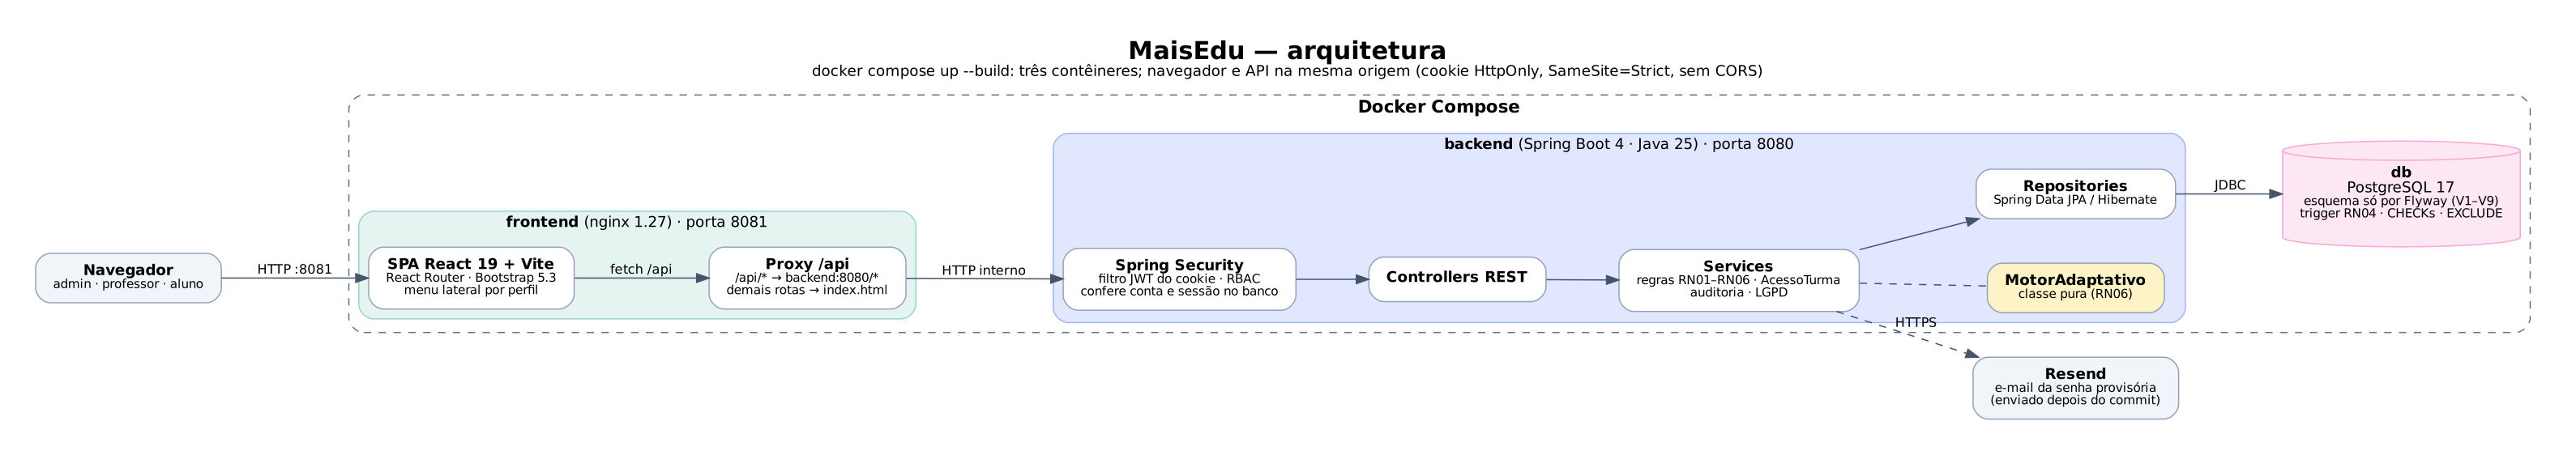 MaisEdu — arquitetura
docker compose up --build: três contêineres; navegador e API na mesma origem (cookie HttpOnly, SameSite=Strict, sem CORS)
Docker Compose
Navegador
admin · professor · aluno
HTTP :8081
frontend (nginx 1.27) · porta 8081
SPA React 19 + Vite
React Router · Bootstrap 5.3
menu lateral por perfil
fetch /api
Proxy /api
/api/* → backend:8080/*
demais rotas → index.html
HTTP interno
backend (Spring Boot 4 · Java 25) · porta 8080
Spring Security
filtro JWT do cookie · RBAC
confere conta e sessão no banco
Controllers REST
Services
regras RN01–RN06 · AcessoTurma
auditoria · LGPD
Repositories
Spring Data JPA / Hibernate
MotorAdaptativo
classe pura (RN06)
JDBC
db
PostgreSQL 17
esquema só por Flyway (V1–V9)
trigger RN04 · CHECKs · EXCLUDE
HTTPS
Resend
e-mail da senha provisória
(enviado depois do commit)